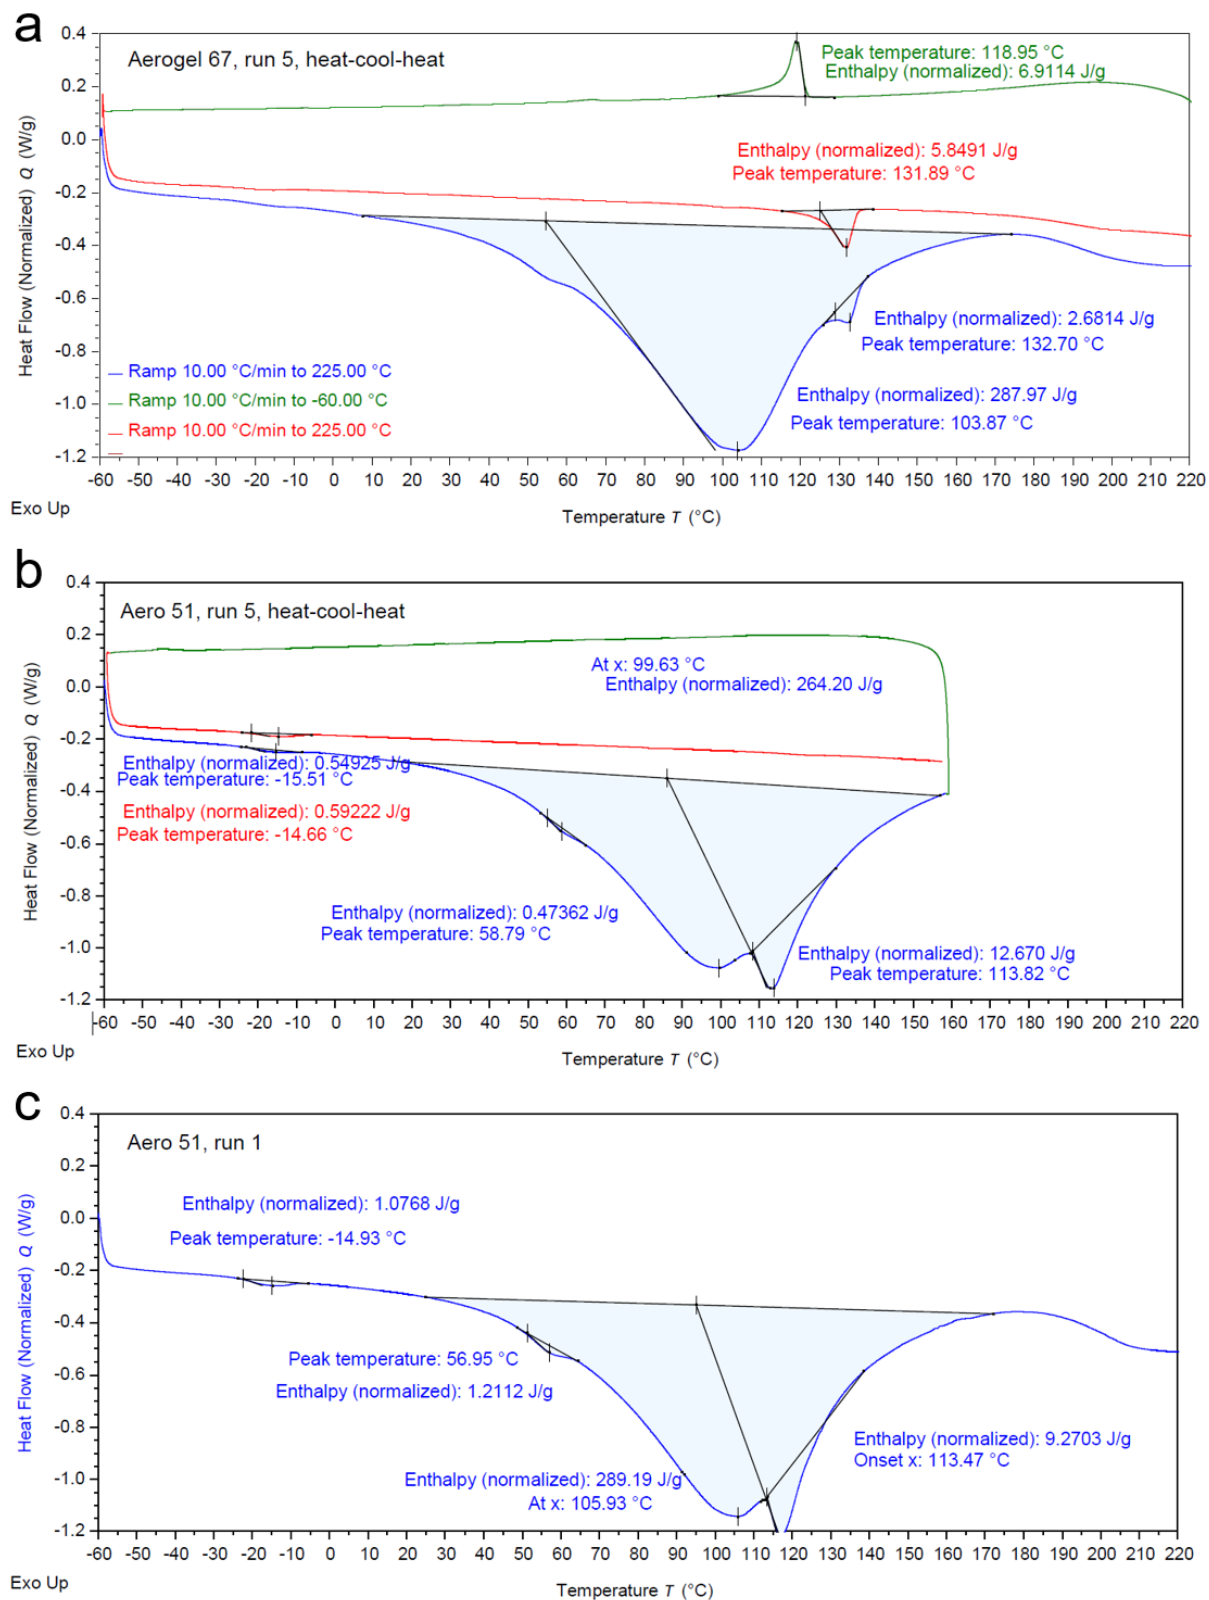 a
Aerogel 67, run 5, heat-cool-heat
Peak temperature: 118.95 °C
Enthalpy (normalized): 6.9114 J/g
Enthalpy (normalized): 5.8491 J/g
Peak temperature: 131.89 °C
Enthalpy (normalized): 2.6814 J/g
Peak temperature: 132.70 °C
Enthalpy (normalized): 287.97 J/g
Peak temperature: 103.87 °C
Ramp 10.00 °C/min to 225.00 °C
Ramp 10.00 °C/min to -60.00 °C
Ramp 10.00 °C/min to 225.00 °C
Heat Flow (Normalized) Q (W/g)
0.4
0.2
0.0
-0.2
-0.4
-0.6
-0.8
-1.0
-1.2
-60 -50 -40 -30 -20 -10 0 10 20 30 40 50 60 70 80 90 100 110 120 130 140 150 160 170 180 190 200 210 220
Exo Up
Temperature T (°C)
b
Aero 51, run 5, heat-cool-heat
At x: 99.63 °C
Enthalpy (normalized): 264.20 J/g
Enthalpy (normalized): 0.54925 J/g
Peak temperature: -15.51 °C
Enthalpy (normalized): 0.59222 J/g
Peak temperature: -14.66 °C
Enthalpy (normalized): 0.47362 J/g
Peak temperature: 58.79 °C
Enthalpy (normalized): 12.670 J/g
Peak temperature: 113.82 °C
Heat Flow (Normalized) Q (W/g)
0.4
0.2
0.0
-0.2
-0.4
-0.6
-0.8
-1.0
-1.2
-60 -50 -40 -30 -20 -10 0 10 20 30 40 50 60 70 80 90 100 110 120 130 140 150 160 170 180 190 200 210 220
Exo Up
Temperature T (°C)
c
Aero 51, run 1
Enthalpy (normalized): 1.0768 J/g
Peak temperature: -14.93 °C
Peak temperature: 56.95 °C
Enthalpy (normalized): 1.2112 J/g
Enthalpy (normalized): 289.19 J/g
At x: 105.93 °C
Enthalpy (normalized): 9.2703 J/g
Onset x: 113.47 °C
Heat Flow (Normalized) Q (W/g)
0.4
0.2
0.0
-0.2
-0.4
-0.6
-0.8
-1.0
-1.2
-60 -50 -40 -30 -20 -10 0 10 20 30 40 50 60 70 80 90 100 110 120 130 140 150 160 170 180 190 200 210 220
Exo Up
Temperature T (°C)